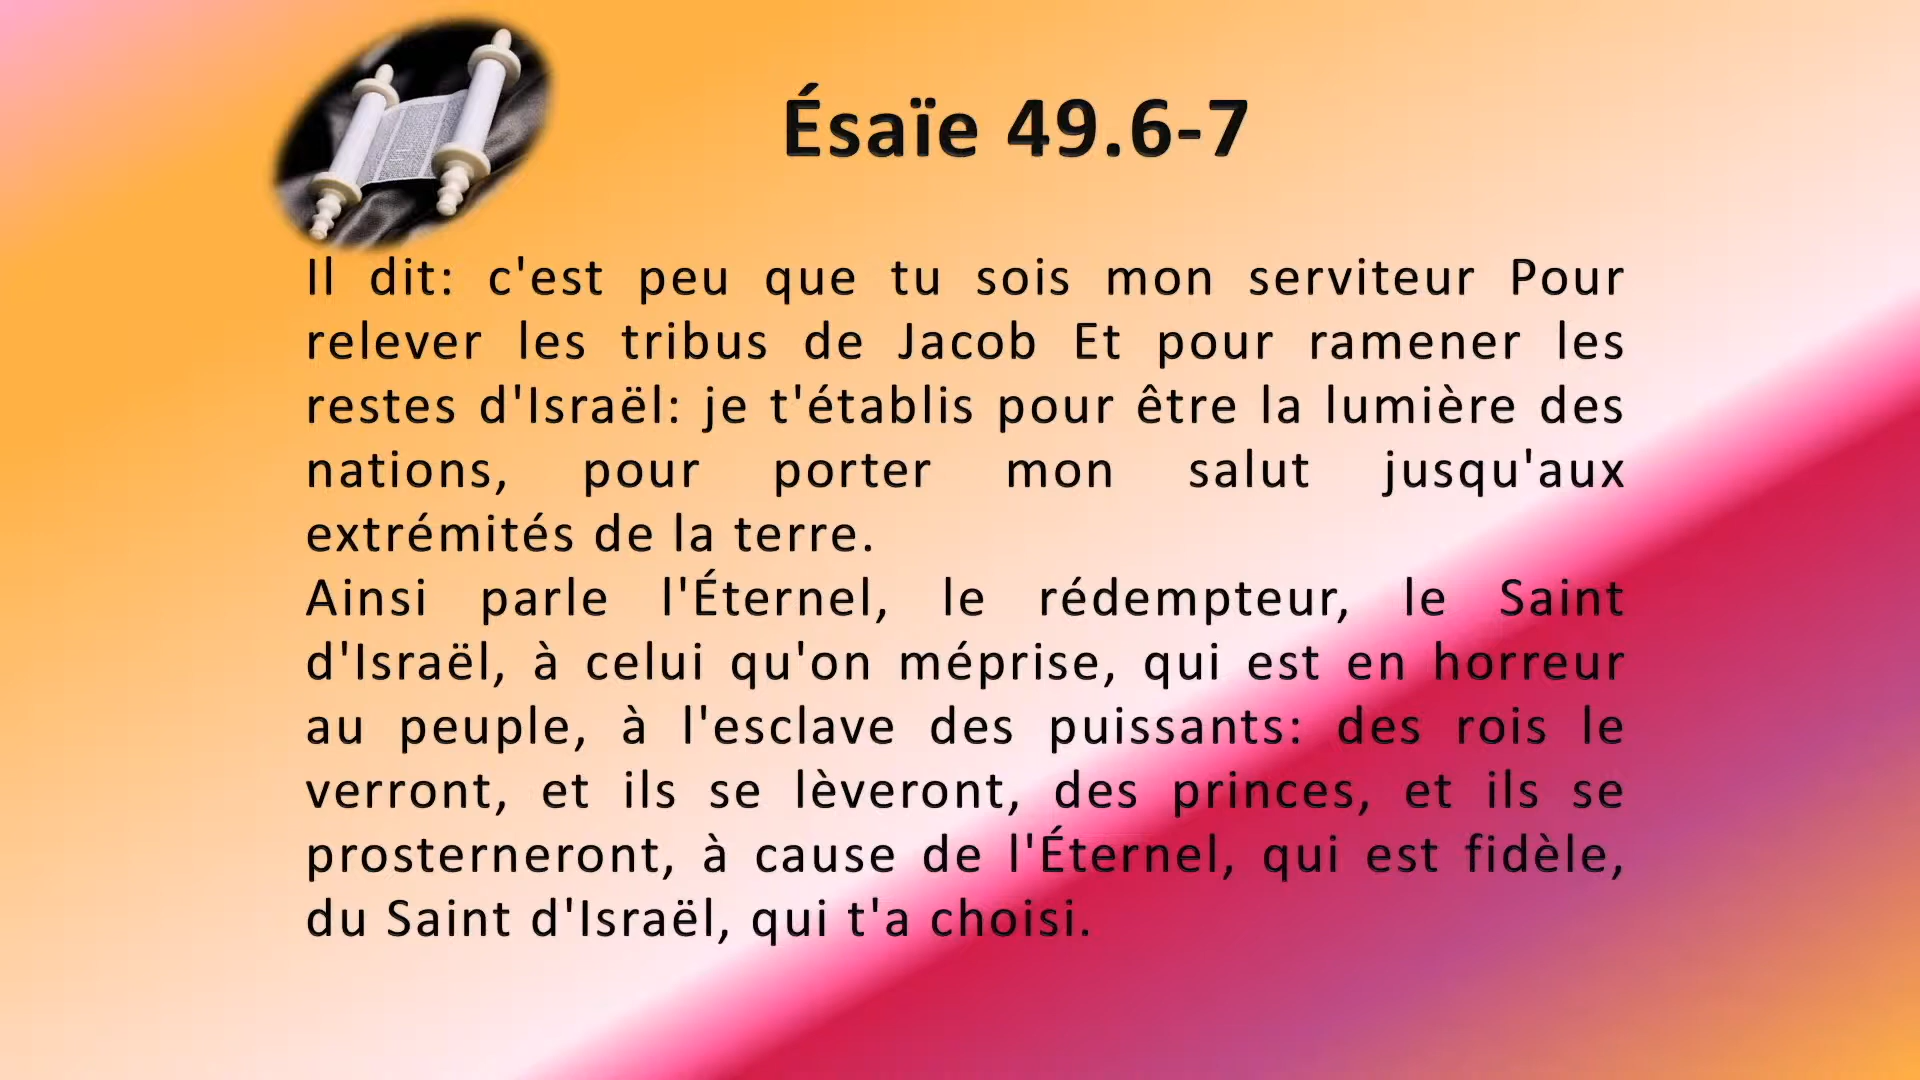 Ésaïe 49.6-7
Il dit: c'est peu que tu sois mon serviteur Pour
relever les tribus de Jacob Et pour ramener les
restes d'Israël: je t'établis pour être la lumière des
nations, pour porter mon salut jusqu'aux
extrémités de la terre.
Ainsi parle l'Éternel, le rédempteur, le Saint
d'Israël, à celui qu'on méprise, qui est en horreur
au peuple, à l'esclave des puissants: des rois le
verront, et ils se lèveront, des princes, et ils se
prosterneront, à cause de l'Éternel, qui est fidèle,
du Saint d'Israël, qui t'a choisi.